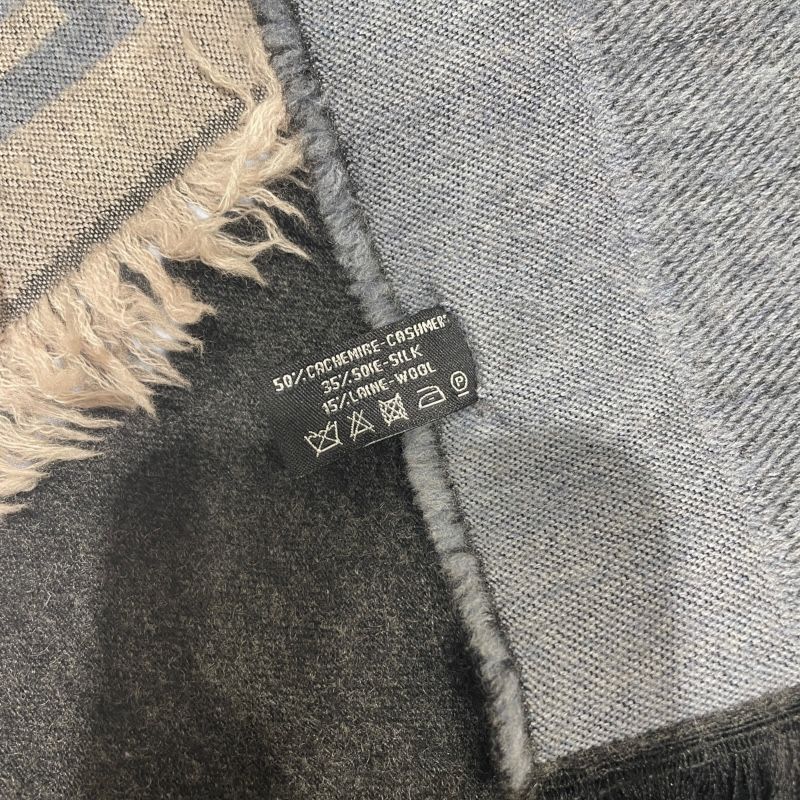 50%CACHEMIRE-CASHMERE
35%SOIE-SILK
15%LAINE-WOOL
P